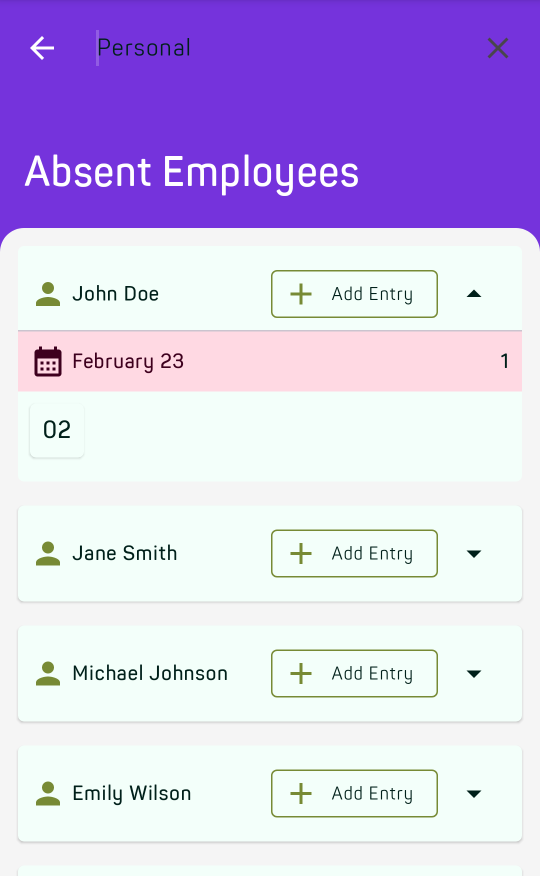 Personal
Absent Employees
John Doe
Add Entry
February 23
1
02
Jane Smith
Add Entry
Michael Johnson
Add Entry
Emily Wilson
Add Entry